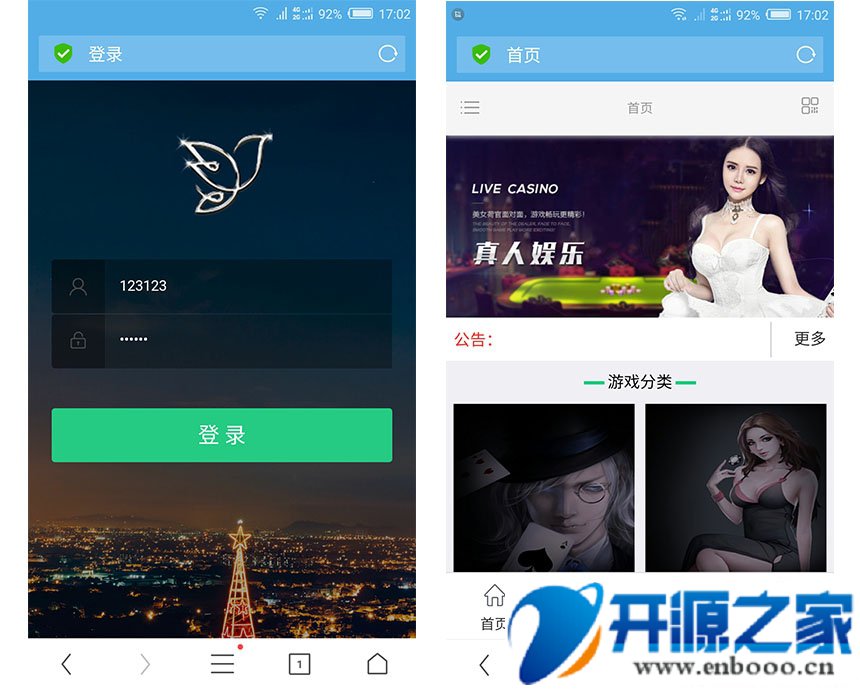 92% 17:02
登录
123123
••••••
登 录
1
92% 17:02
首页
首页
LIVE CASINO
美女荷官面对面，游戏畅玩更精彩！
THE BEAUTY OF THE DEALER, FACE TO FACE,
SMOOTH GAME PLAY MORE EXCITING!
真人娱乐
公告：
更多
游戏分类
首页
开源之家
www.enbooo.cn